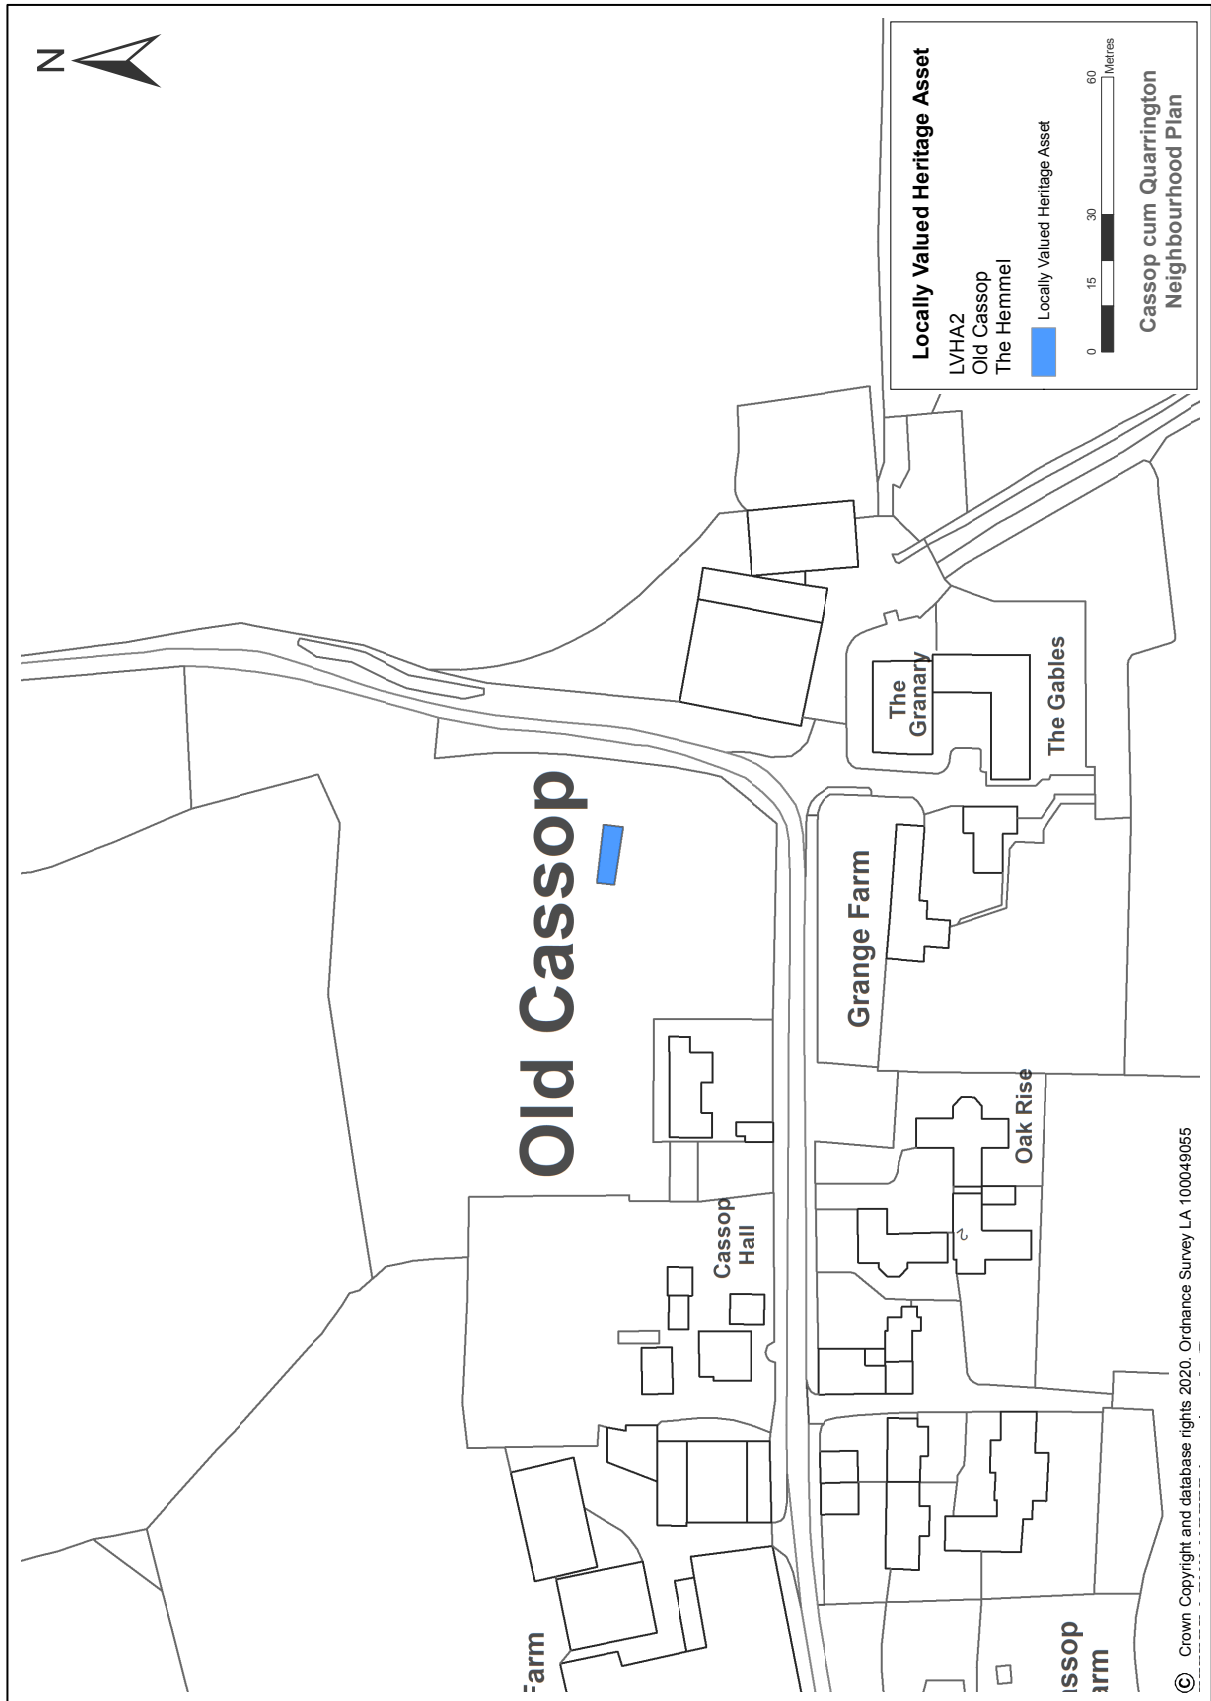 N
Old Cassop
The
Granary
The Gables
Grange Farm
Oak Rise
Cassop
Hall
Farm
assop
arm
Locally Valued Heritage Asset
LVHA2
Old Cassop
The Hemmel
Locally Valued Heritage Asset
0 15 30 60
Metres
Cassop cum Quarrington
Neighbourhood Plan
© Crown Copyright and database rights 2020. Ordnance Survey LA 100049055